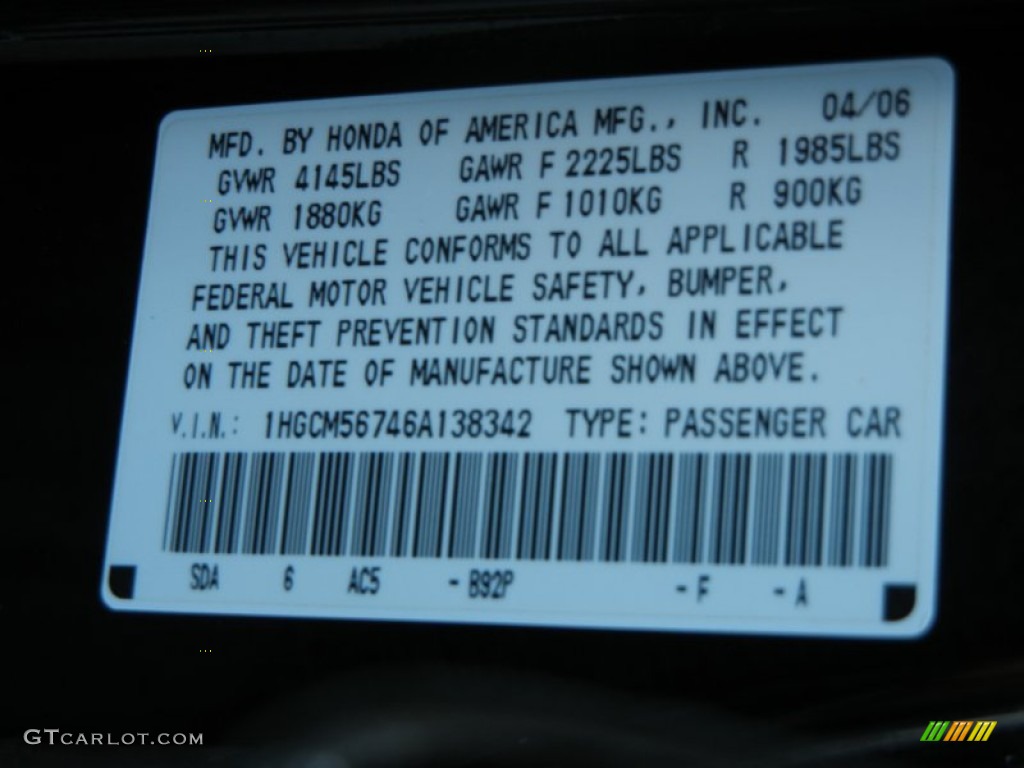 MFD. BY HONDA OF AMERICA MFG., INC. 04/06
GVWR 4145LBS GAWR F 2225LBS R 1985LBS
GVWR 1880KG GAWR F 1010KG R 900KG
THIS VEHICLE CONFORMS TO ALL APPLICABLE
FEDERAL MOTOR VEHICLE SAFETY, BUMPER,
AND THEFT PREVENTION STANDARDS IN EFFECT
ON THE DATE OF MANUFACTURE SHOWN ABOVE.
V.I.N.: 1HGCM56746A138342 TYPE: PASSENGER CAR
SDA 6 AC5 - B92P - F - A
GTCARLOT.COM